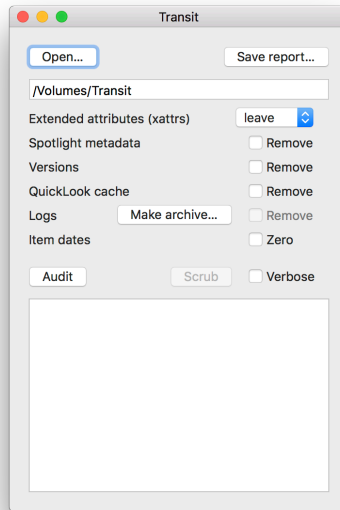 Transit
Open... Save report...
/Volumes/Transit
Extended attributes (xattrs) leave
Spotlight metadata Remove
Versions Remove
QuickLook cache Remove
Logs Make archive... Remove
Item dates Zero
Audit Scrub Verbose